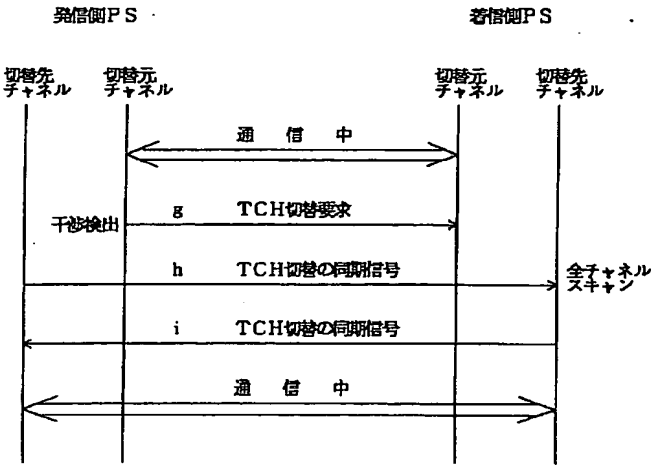 発信側PS
着信側PS
切替先
チャネル
切替元
チャネル
切替元
チャネル
切替先
チャネル
通信中
干渉検出
g TCH切替要求
h TCH切替の同期信号
全チャネル
スキャン
i TCH切替の同期信号
通信中